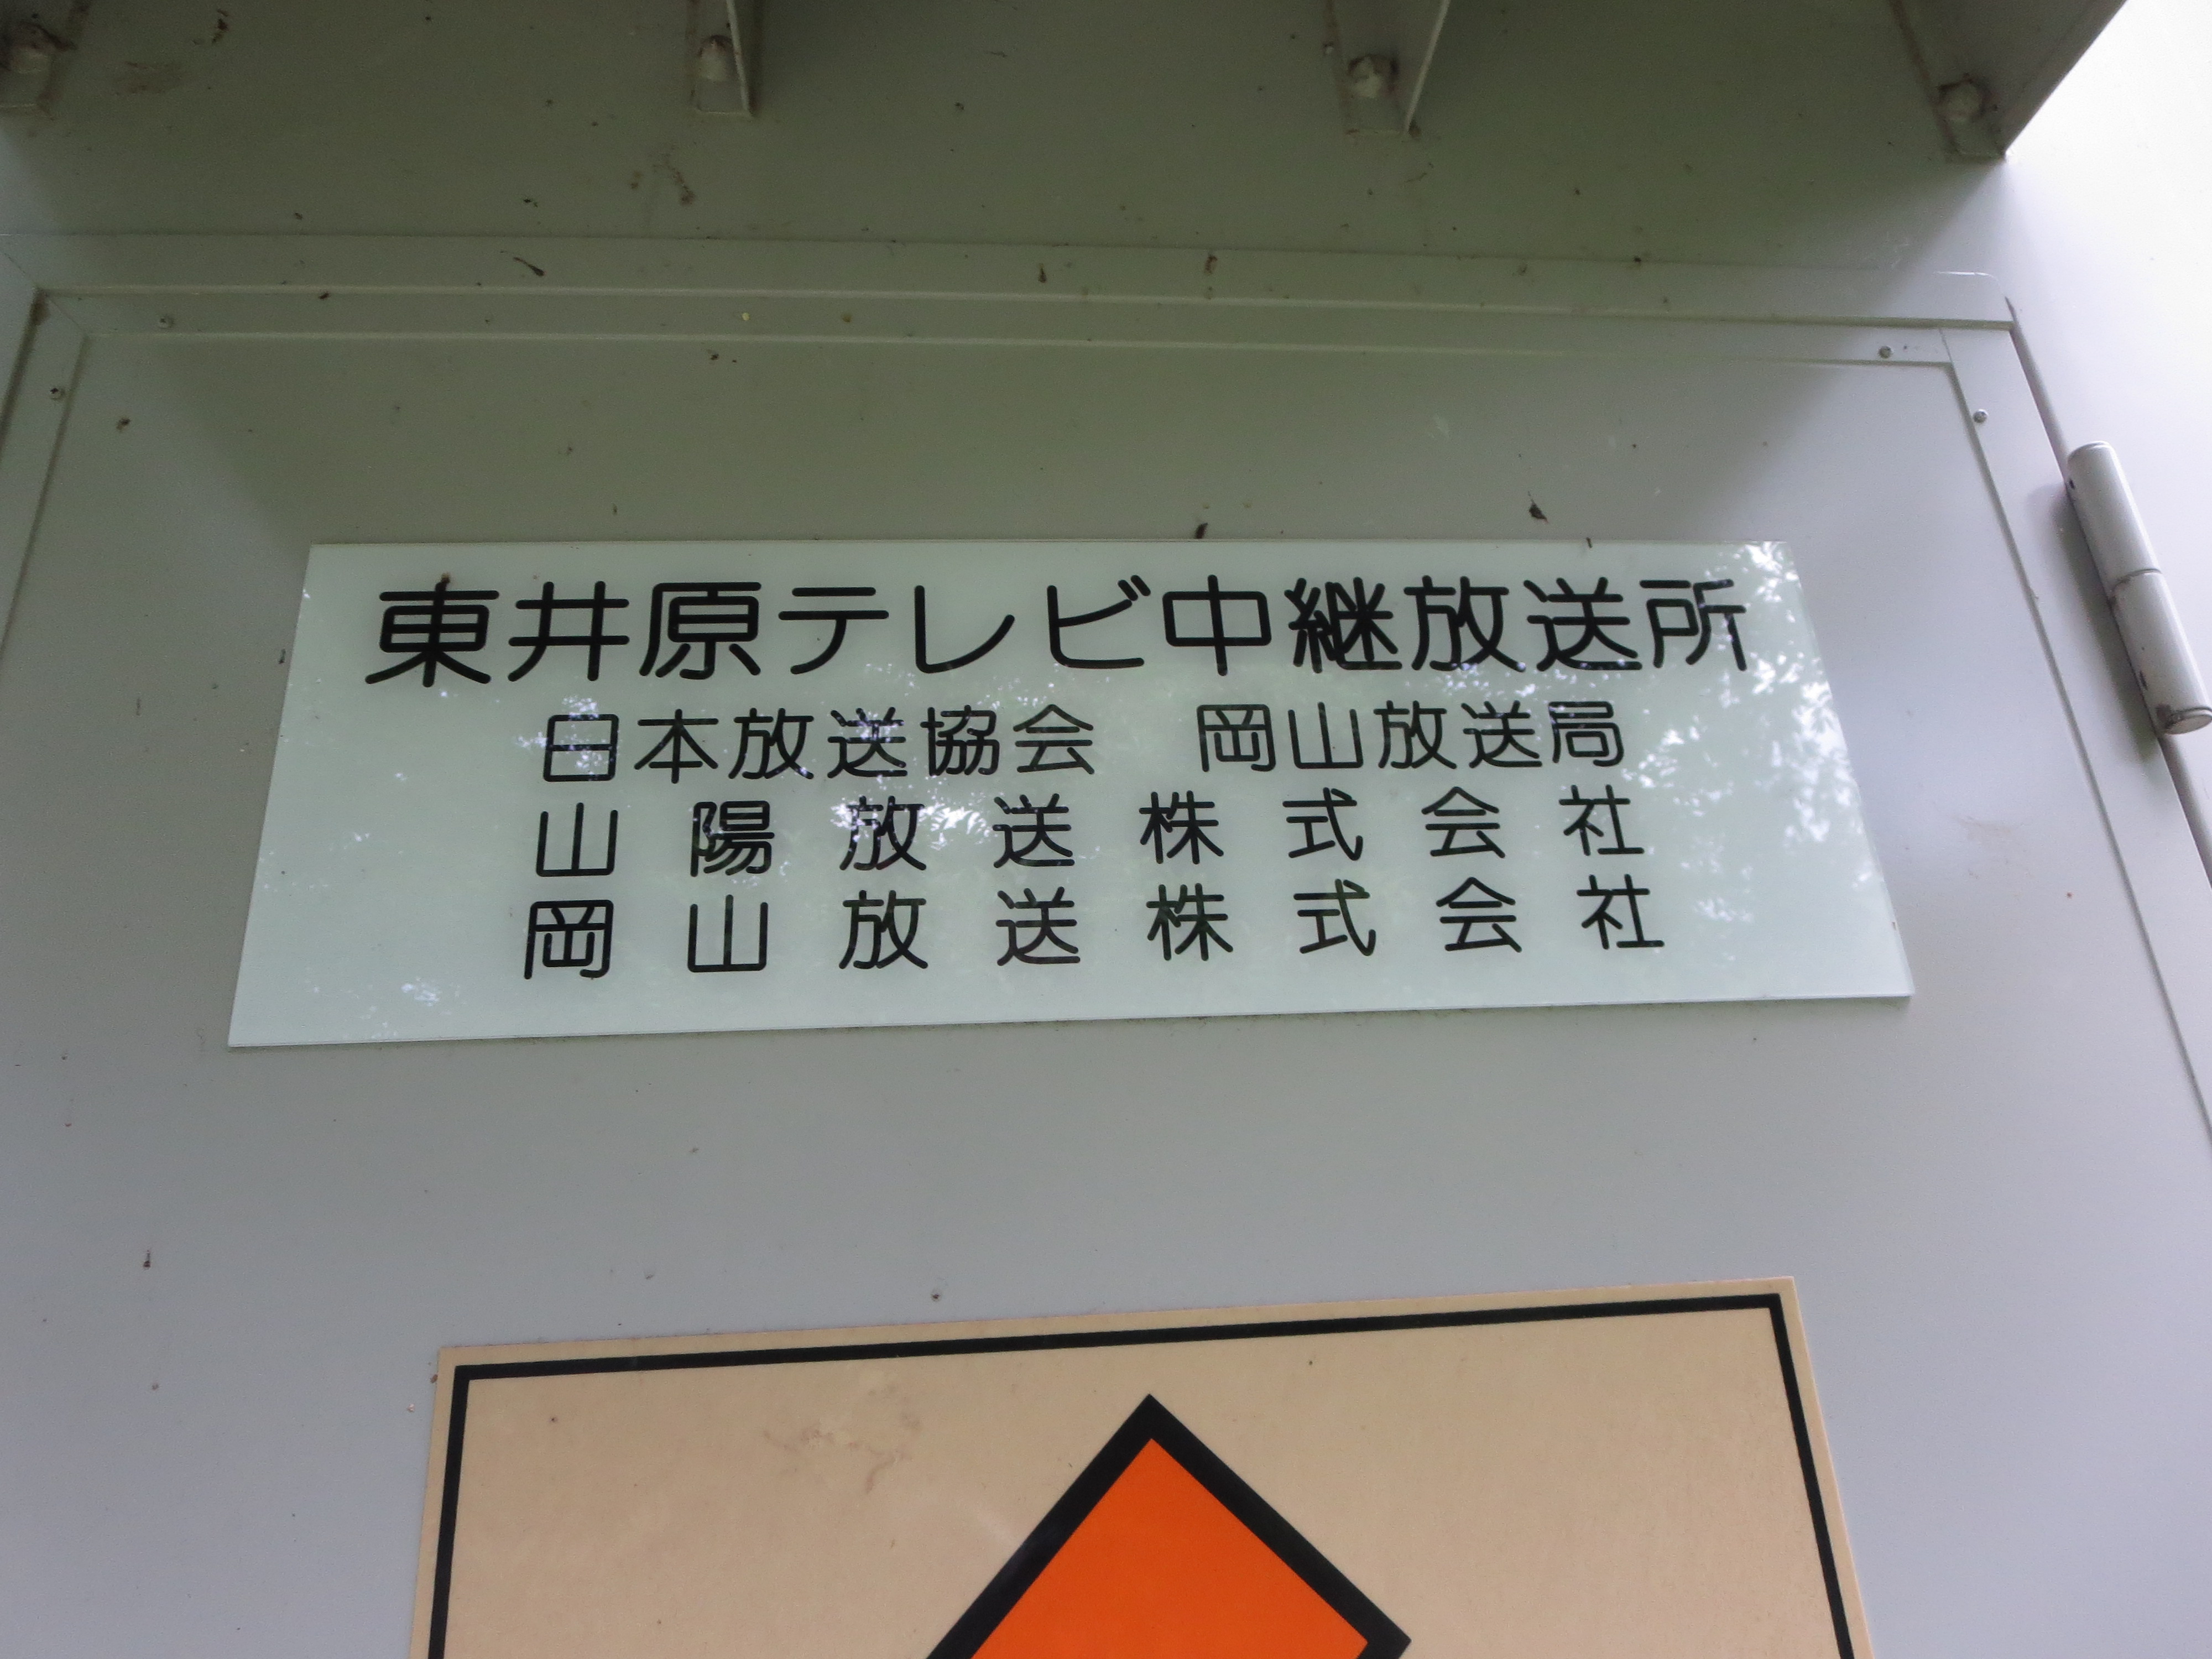 東井原テレビ中継放送所
日本放送協会　岡山放送局
山陽放送株式会社
岡山放送株式会社